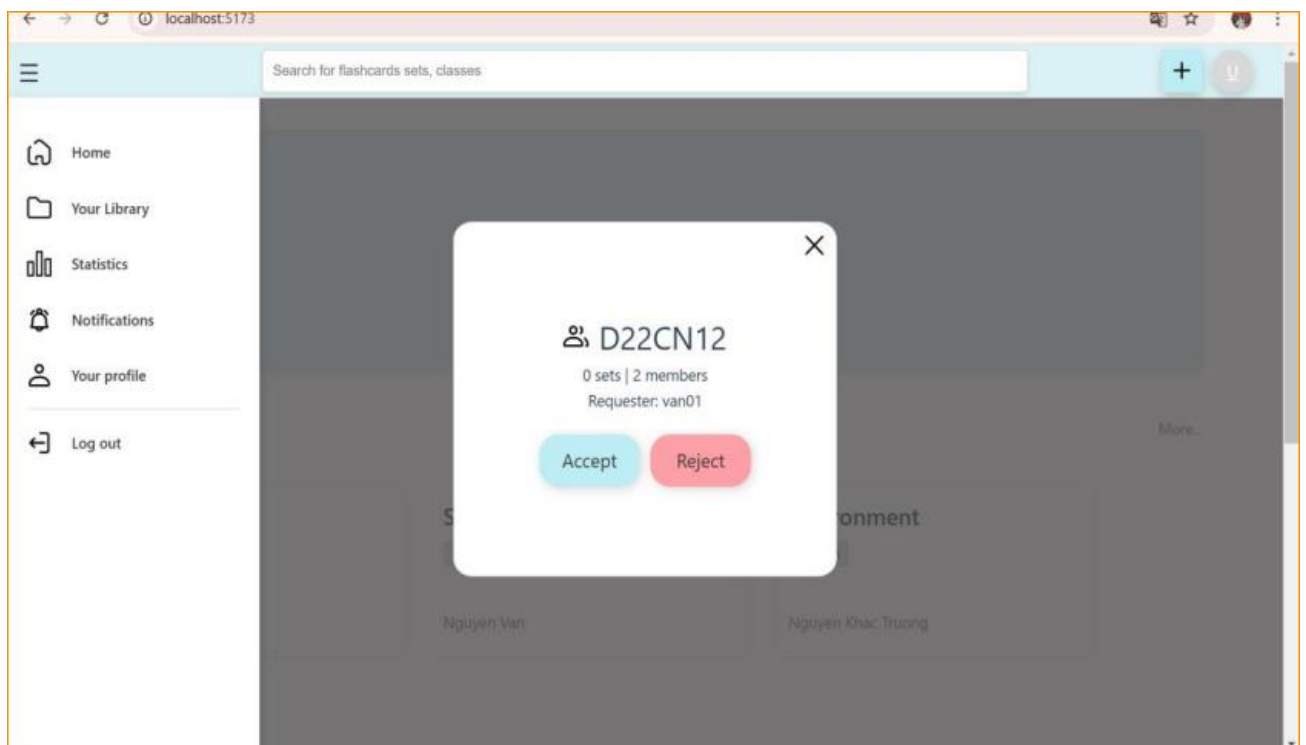 localhost:5173
Search for flashcards sets, classes
+
U
Home
Your Library
Statistics
Notifications
Your profile
Log out
D22CN12
0 sets | 2 members
Requester: van01
Accept
Reject
More..
S
onment
Nguyen Van
Nguyen Khac Truong